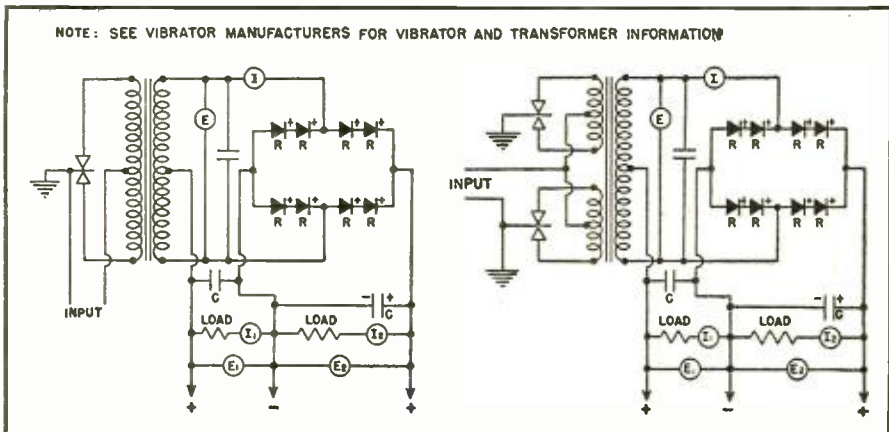 NOTE: SEE VIBRATOR MANUFACTURERS FOR VIBRATOR AND TRANSFORMER INFORMATION
I
E
+ + + +
R R R R
+ + + +
R R R R
C
- +
C
INPUT
LOAD I₁ LOAD I₂
E₁ E₂
+ - +
I
E
+ + + +
R R R R
INPUT
+ + + +
R R R R
C
- +
C
LOAD I₁ LOAD I₂
E₁ E₂
+ - +